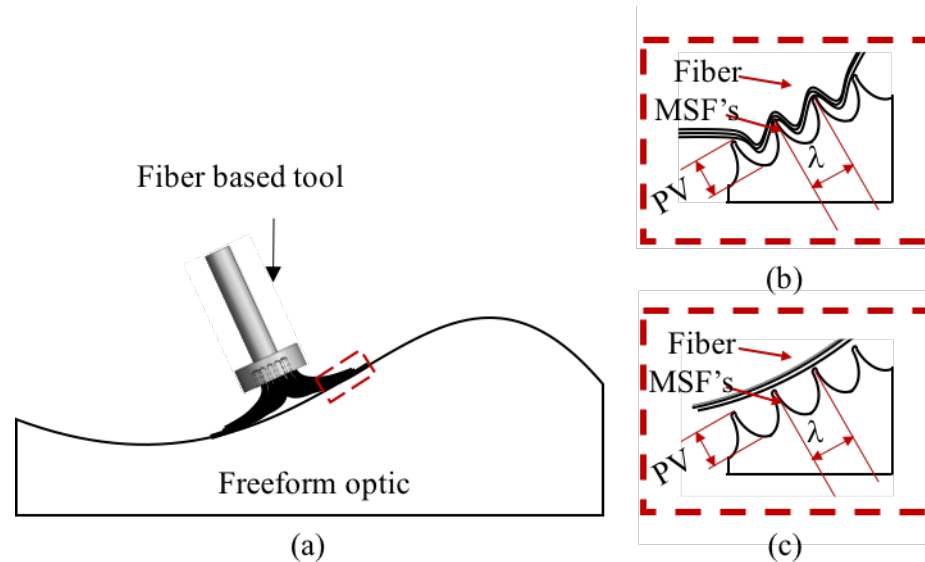 Fiber based tool
Freeform optic
(a)
Fiber
MSF's
λ
PV
(b)
Fiber
MSF's
λ
PV
(c)